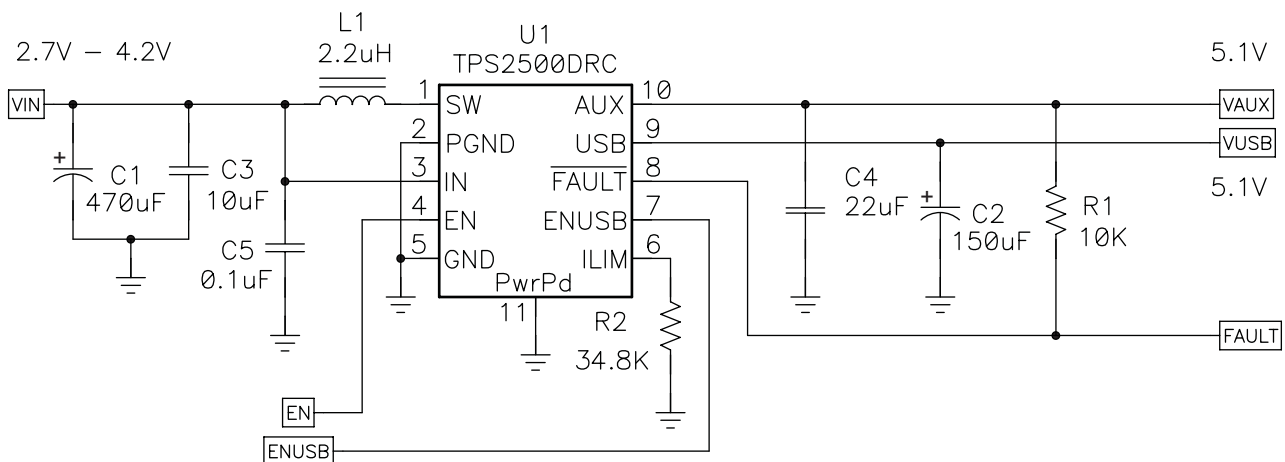 2.7V – 4.2V
L1
2.2uH
U1
TPS2500DRC
5.1V
VIN
1
SW
AUX
10
VAUX
2
PGND
USB
9
VUSB
3
IN
FAULT
8
5.1V
4
EN
ENUSB
7
5
GND
ILIM
6
PwrPd
11
+
C1
470uF
C3
10uF
C5
0.1uF
C4
22uF
+
C2
150uF
R1
10K
R2
34.8K
FAULT
EN
ENUSB